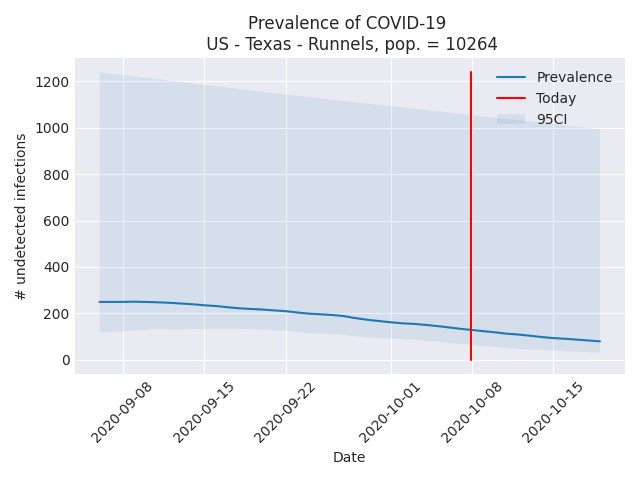 Prevalence of COVID-19
US - Texas - Runnels, pop. = 10264
Prevalence
Today
95CI
# undetected infections
1200
1000
800
600
400
200
0
2020-09-08
2020-09-15
2020-09-22
2020-10-01
2020-10-08
2020-10-15
Date